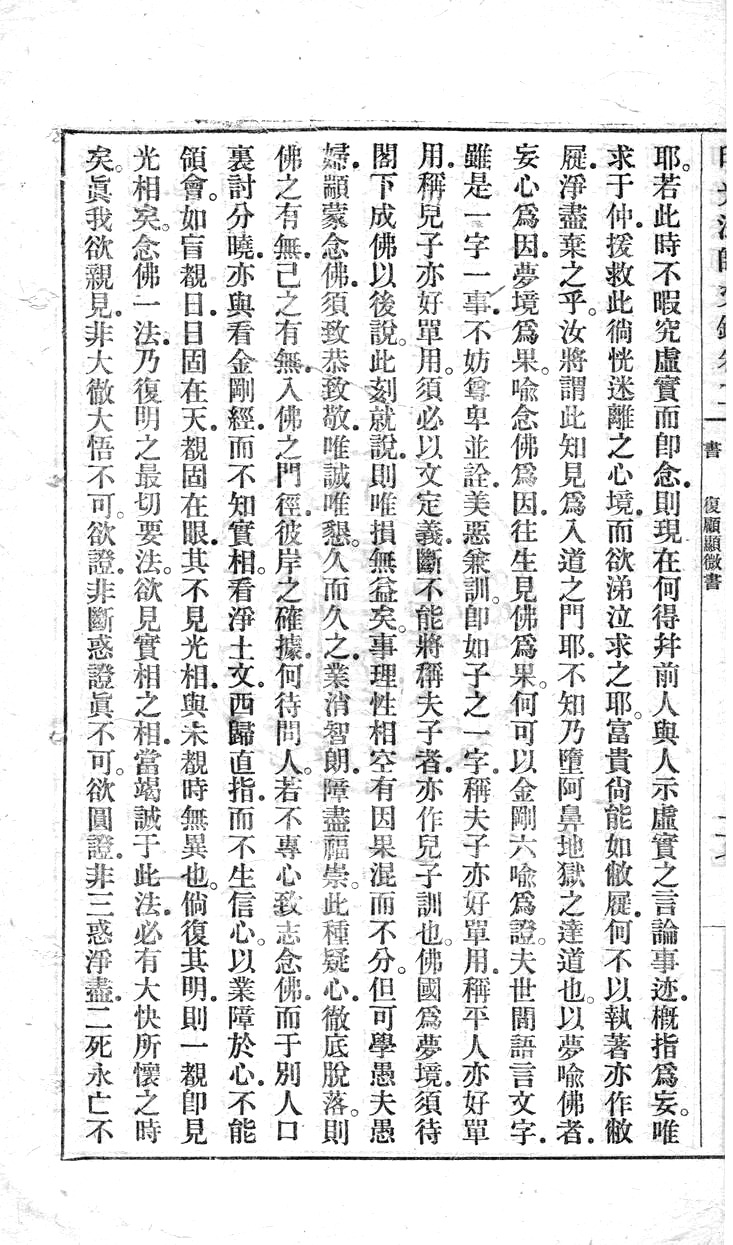 書　復顧顯微書
耶。若此時不暇究虛實而卽念。則現在何得幷前人與人示虛實之言論事迹。槪指爲妄。唯
求于仲。援救此徜恍迷離之心境。而欲涕泣求之耶。富貴尙能如敝屣。何不以執著亦作敝
屣。淨盡棄之乎。汝將謂此知見爲入道之門耶。不知乃墮阿鼻地獄之達道也。以夢喩佛者。
妄心爲因。夢境爲果。喩念佛爲因。往生見佛爲果。何可以金剛六喩爲證。夫世間語言文字。
雖是一字一事。不妨尊卑並詮。美惡兼訓。卽如子之一字。稱夫子亦好單用。稱平人亦好單
用。稱兒子亦好單用。須必以文定義。斷不能將稱夫子者。亦作兒子訓也。佛國爲夢境。須待
閣下成佛以後說。此刻就說。則唯損無益矣。事理性相空有因果混而不分。但可學愚夫愚
婦。顓蒙念佛。須致恭致敬。唯誠唯懇。久而久之。業消智朗。障盡福崇。此種疑心。徹底脫落。則
佛之有無。己之有無。入佛之門徑。彼岸之確據。何待問人。若不專心致志念佛。而于別人口
裏討分曉。亦與看金剛經。而不知實相。看淨土文。西歸直指。而不生信心。以業障於心。不能
領會。如盲覩日。日固在天。覩固在眼。其不見光相。與未覩時無異也。倘復其明。則一覩卽見
光相矣。念佛一法。乃復明之最切要法。欲見實相之相。當竭誠于此法。必有大快所懷之時
矣。眞我欲親見。非大徹大悟不可。欲證。非斷惑證眞不可。欲圓證。非三惑淨盡。二死永亡不